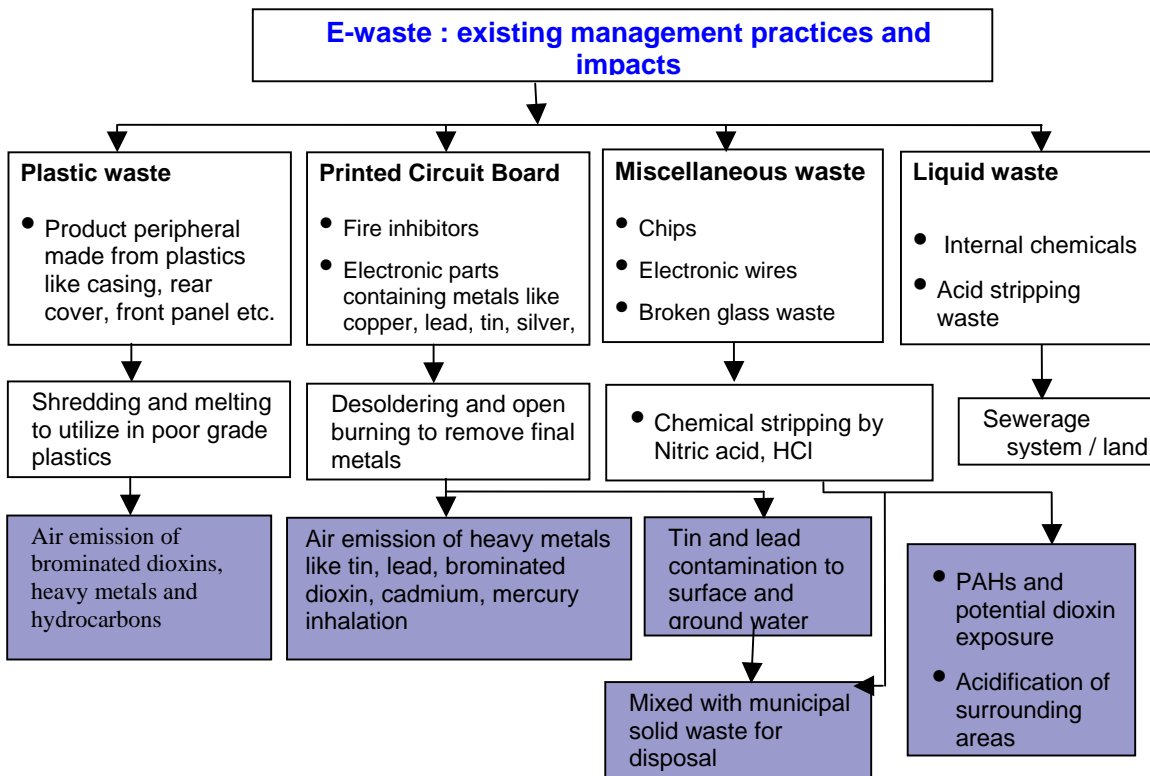 E-waste : existing management practices and
impacts
Plastic waste
• Product peripheral
made from plastics
like casing, rear
cover, front panel etc.
Printed Circuit Board
• Fire inhibitors
• Electronic parts
containing metals like
copper, lead, tin, silver,
Miscellaneous waste
• Chips
• Electronic wires
• Broken glass waste
Liquid waste
• Internal chemicals
• Acid stripping
waste
Shredding and melting
to utilize in poor grade
plastics
Desoldering and open
burning to remove final
metals
• Chemical stripping by
Nitric acid, HCl
Sewerage
system / land
Air emission of
brominated dioxins,
heavy metals and
hydrocarbons
Air emission of heavy metals
like tin, lead, brominated
dioxin, cadmium, mercury
inhalation
Tin and lead
contamination to
surface and
ground water
• PAHs and
potential dioxin
exposure
• Acidification of
surrounding
areas
Mixed with municipal
solid waste for
disposal